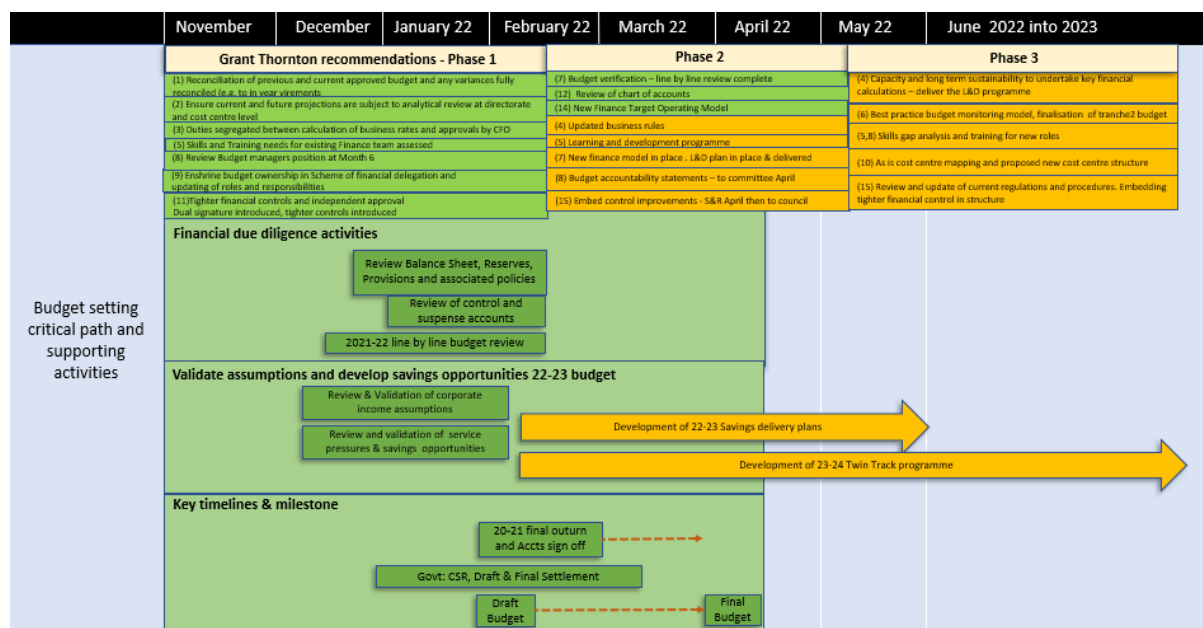 November December January 22 February 22 March 22 April 22 May 22 June 2022 into 2023
Grant Thornton recommendations - Phase 1
(1) Reconciliation of previous and current approved budget and any variances fully
reconciled (e.g. to in year virements
(2) Ensure current and future projections are subject to analytical review at directorate
and cost centre level
(3) Duties segregated between calculation of business rates and approvals by CFO
(5) Skills and Training needs for existing Finance team assessed
(8) Review Budget managers position at Month 6
(9) Enshrine budget ownership in Scheme of financial delegation and
updating of roles and responsibilities
(11)Tighter financial controls and independent approval
Dual signature introduced, tighter controls introduced
Phase 2
(7) Budget verification – line by line review complete
(12) Review of chart of accounts
(14) New Finance Target Operating Model
(4) Updated business rules
(5) Learning and development programme
(7) New finance model in place . L&D plan in place & delivered
(8) Budget accountability statements – to committee April
(15) Embed control improvements - S&R April then to council
Phase 3
(4) Capacity and long term sustainability to undertake key financial
calculations – deliver the L&D programme
(6) Best practice budget monitoring model, finalisation of tranche2 budget
(5,8) Skills gap analysis and training for new roles
(10) As is cost centre mapping and proposed new cost centre structure
(15) Review and update of current regulations and procedures. Embedding
tighter financial control in structure
Budget setting
critical path and
supporting
activities
Financial due diligence activities
Review Balance Sheet, Reserves,
Provisions and associated policies
Review of control and
suspense accounts
2021-22 line by line budget review
Validate assumptions and develop savings opportunities 22-23 budget
Review & Validation of corporate
income assumptions
Review and validation of service
pressures & savings opportunities
Development of 22-23 Savings delivery plans
Development of 23-24 Twin Track programme
Key timelines & milestone
20-21 final outurn
and Accts sign off
Govt: CSR, Draft & Final Settlement
Draft
Budget
Final
Budget